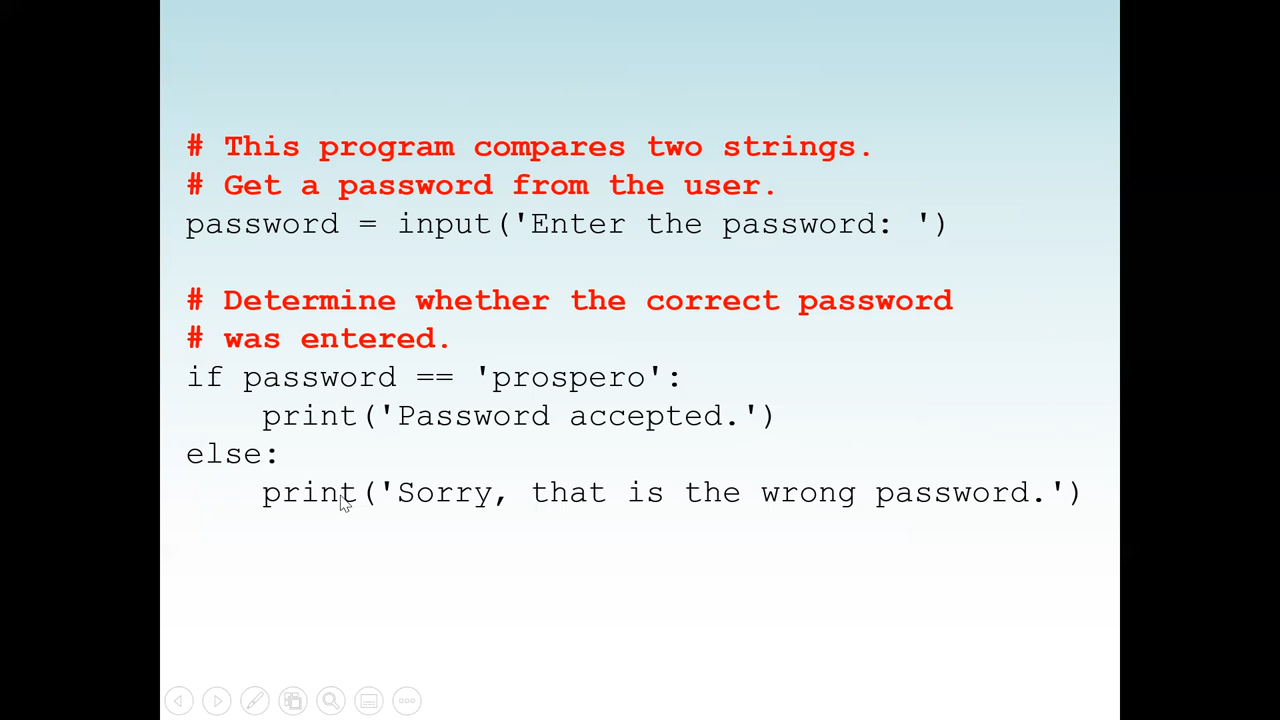 # This program compares two strings.
# Get a password from the user.
password = input('Enter the password: ')
# Determine whether the correct password
# was entered.
if password == 'prospero':
    print('Password accepted.')
else:
    print('Sorry, that is the wrong password.')